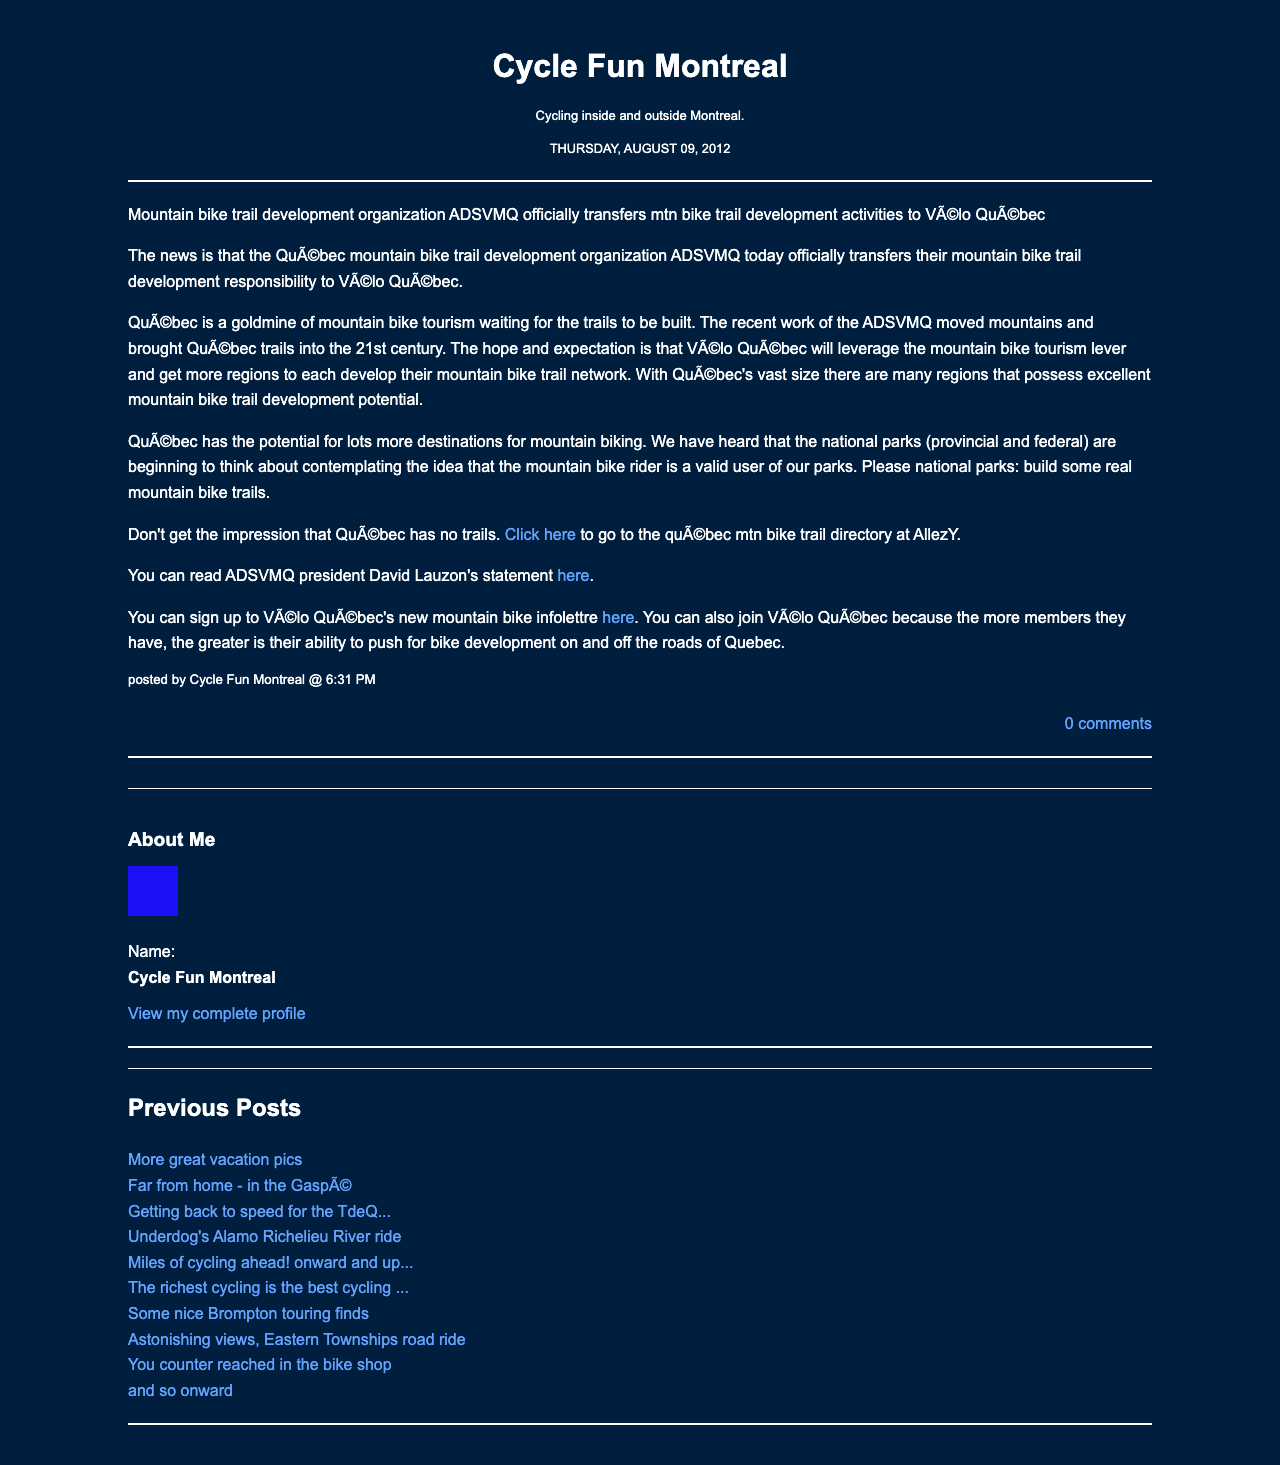 Cycle Fun Montreal
Cycling inside and outside Montreal.
THURSDAY, AUGUST 09, 2012
Mountain bike trail development organization ADSVMQ officially transfers mtn bike trail development activities to VÃ©lo QuÃ©bec
The news is that the QuÃ©bec mountain bike trail development organization ADSVMQ today officially transfers their mountain bike trail
development responsibility to VÃ©lo QuÃ©bec.
QuÃ©bec is a goldmine of mountain bike tourism waiting for the trails to be built. The recent work of the ADSVMQ moved mountains and
brought QuÃ©bec trails into the 21st century. The hope and expectation is that VÃ©lo QuÃ©bec will leverage the mountain bike tourism lever
and get more regions to each develop their mountain bike trail network. With QuÃ©bec's vast size there are many regions that possess excellent
mountain bike trail development potential.
QuÃ©bec has the potential for lots more destinations for mountain biking. We have heard that the national parks (provincial and federal) are
beginning to think about contemplating the idea that the mountain bike rider is a valid user of our parks. Please national parks: build some real
mountain bike trails.
Don't get the impression that QuÃ©bec has no trails. Click here to go to the quÃ©bec mtn bike trail directory at AllezY.
You can read ADSVMQ president David Lauzon's statement here.
You can sign up to VÃ©lo QuÃ©bec's new mountain bike infolettre here. You can also join VÃ©lo QuÃ©bec because the more members they
have, the greater is their ability to push for bike development on and off the roads of Quebec.
posted by Cycle Fun Montreal @ 6:31 PM
0 comments
About Me
Name:
Cycle Fun Montreal
View my complete profile
Previous Posts
More great vacation pics
Far from home - in the GaspÃ©
Getting back to speed for the TdeQ...
Underdog's Alamo Richelieu River ride
Miles of cycling ahead! onward and up...
The richest cycling is the best cycling ...
Some nice Brompton touring finds
Astonishing views, Eastern Townships road ride
You counter reached in the bike shop
and so onward